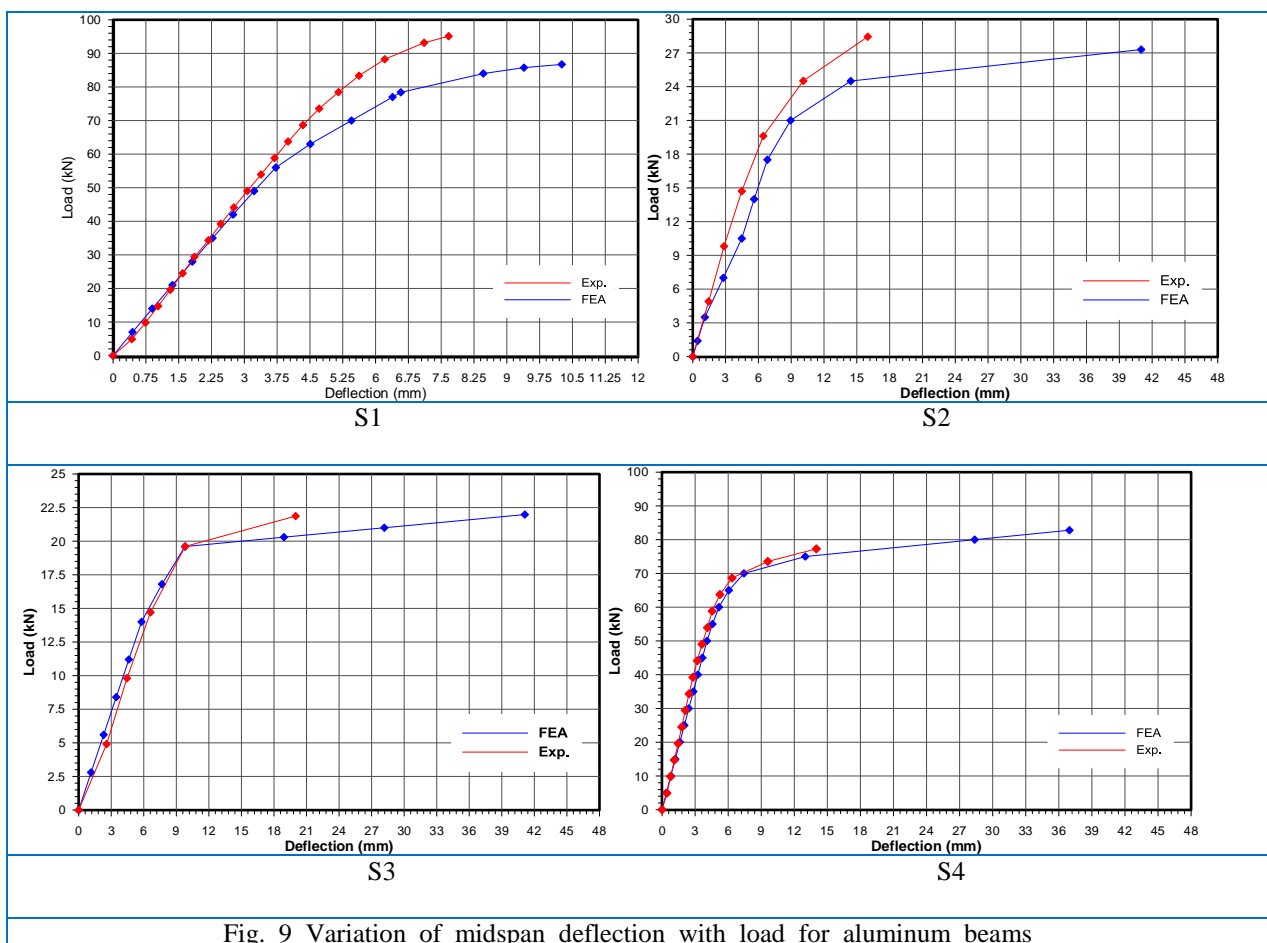 100
90
80
70
60
50
40
30
20
10
0
Load (kN)
Exp.
FEA
0 0.75 1.5 2.25 3 3.75 4.5 5.25 6 6.75 7.5 8.25 9 9.75 10.5 11.25 12
Deflection (mm)
S1
30
27
24
21
18
15
12
9
6
3
0
Load (kN)
Exp.
FEA
0 3 6 9 12 15 18 21 24 27 30 33 36 39 42 45 48
Deflection (mm)
S2
25
22.5
20
17.5
15
12.5
10
7.5
5
2.5
0
Load (kN)
FEA
Exp.
0 3 6 9 12 15 18 21 24 27 30 33 36 39 42 45 48
Deflection (mm)
S3
100
90
80
70
60
50
40
30
20
10
0
Load (kN)
FEA
Exp.
0 3 6 9 12 15 18 21 24 27 30 33 36 39 42 45 48
Deflection (mm)
S4
Fig. 9 Variation of midspan deflection with load for aluminum beams